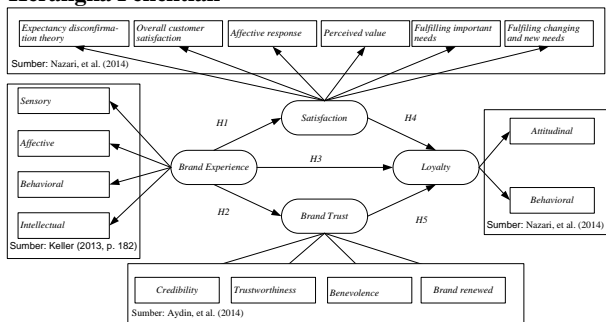 Kerangka Penelitian
Expectancy disconfirma-
tion theory
Overall customer
satisfaction
Affective response
Perceived value
Fulfilling important
needs
Fulfiling changing
and new needs
Sumber: Nazari, et al. (2014)
Sensory
Affective
Behavioral
Intellectual
Sumber: Keller (2013, p. 182)
H1
Satisfaction
H4
Brand Experience
H3
Loyalty
H2
Brand Trust
H5
Attitudinal
Behavioral
Sumber: Nazari, et al. (2014)
Credibility
Trustworthiness
Benevolence
Brand renewed
Sumber: Aydin, et al. (2014)